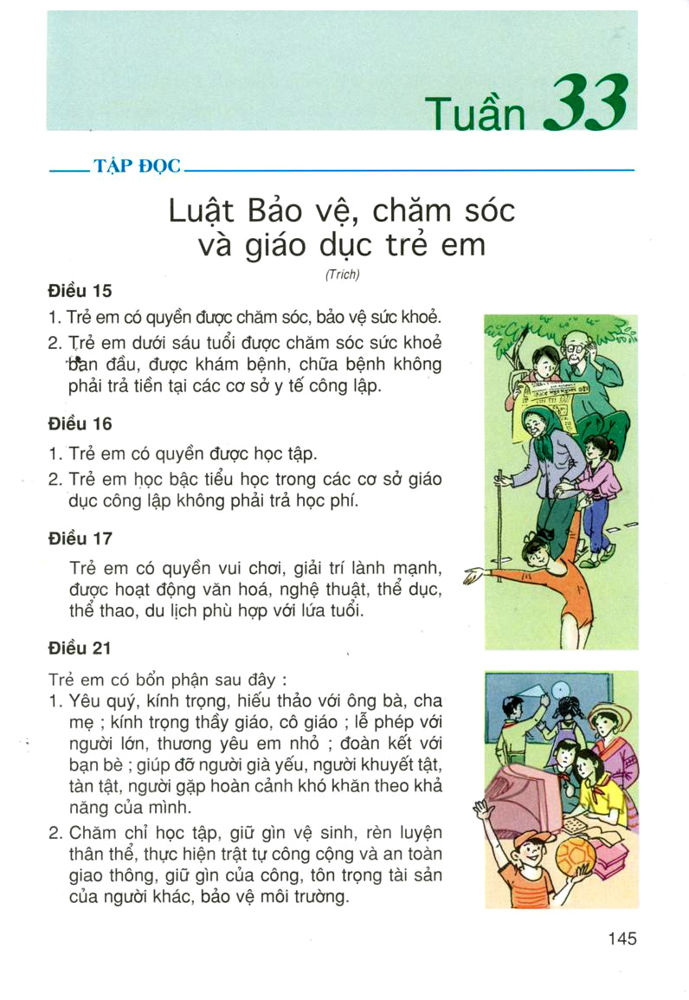 Tuần 33
TẬP ĐỌC
Luật Bảo vệ, chăm sóc
và giáo dục trẻ em
(Trích)
Điều 15
1. Trẻ em có quyền được chăm sóc, bảo vệ sức khoẻ.
2. Trẻ em dưới sáu tuổi được chăm sóc sức khoẻ
ban đầu, được khám bệnh, chữa bệnh không
phải trả tiền tại các cơ sở y tế công lập.
Điều 16
1. Trẻ em có quyền được học tập.
2. Trẻ em học bậc tiểu học trong các cơ sở giáo
dục công lập không phải trả học phí.
Điều 17
Trẻ em có quyền vui chơi, giải trí lành mạnh,
được hoạt động văn hoá, nghệ thuật, thể dục,
thể thao, du lịch phù hợp với lứa tuổi.
Điều 21
Trẻ em có bổn phận sau đây :
1. Yêu quý, kính trọng, hiếu thảo với ông bà, cha
mẹ ; kính trọng thầy giáo, cô giáo ; lễ phép với
người lớn, thương yêu em nhỏ ; đoàn kết với
bạn bè ; giúp đỡ người già yếu, người khuyết tật,
tàn tật, người gặp hoàn cảnh khó khăn theo khả
năng của mình.
2. Chăm chỉ học tập, giữ gìn vệ sinh, rèn luyện
thân thể, thực hiện trật tự công cộng và an toàn
giao thông, giữ gìn của công, tôn trọng tài sản
của người khác, bảo vệ môi trường.
145